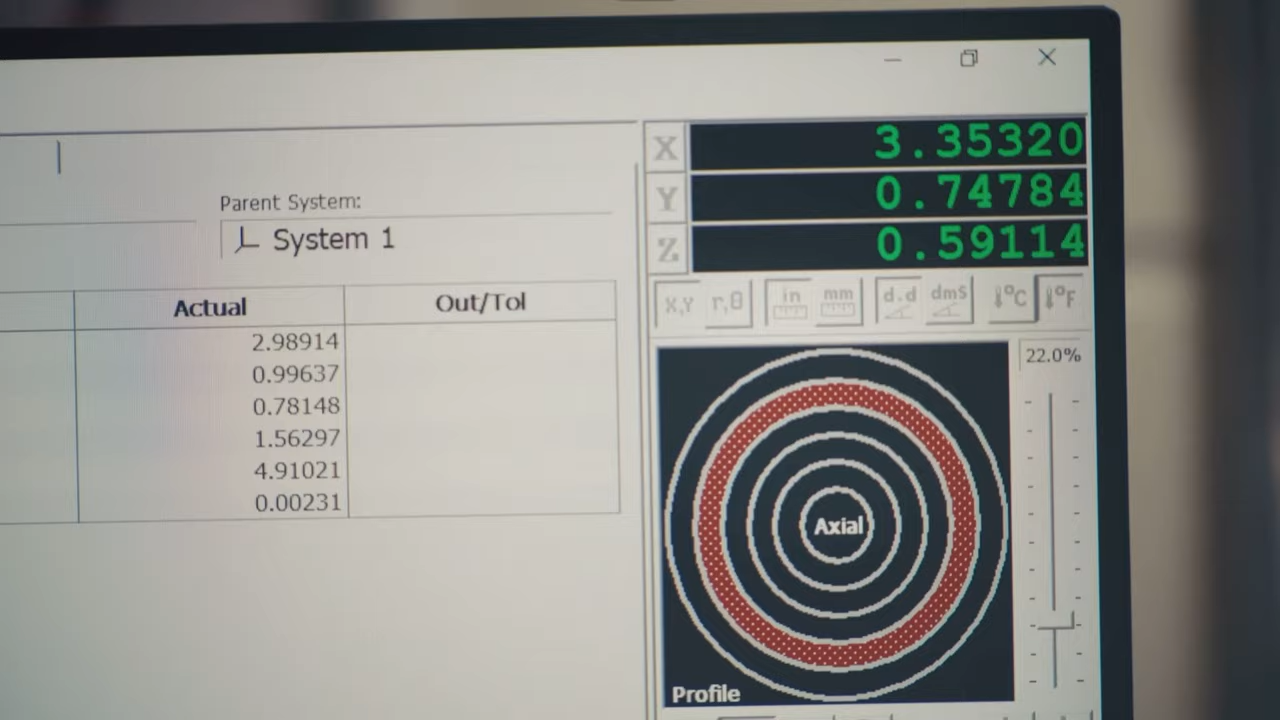 X 3.35320
Y 0.74784
Z 0.59114
Parent System:
System 1
Actual Out/Tol
2.98914
0.99637
0.78148
1.56297
4.91021
0.00231
X,Y r,θ in mm d.d dmS °C °F
22.0%
Axial
Profile